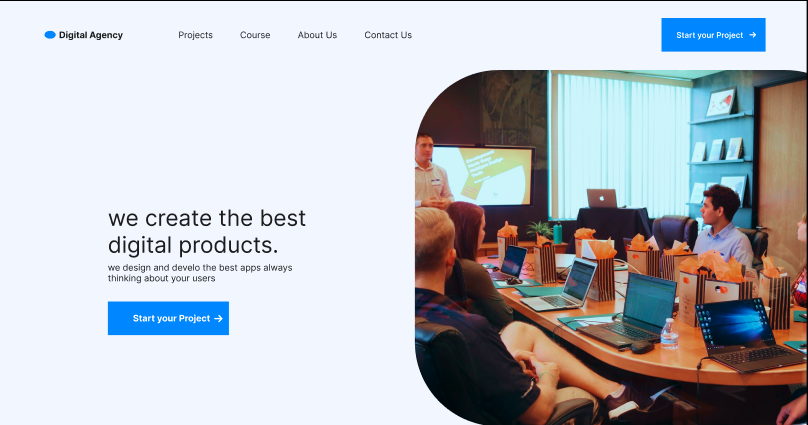 Digital Agency
Projects
Course
About Us
Contact Us
Start your Project
we create the best
digital products.
we design and develo the best apps always
thinking about your users
Start your Project